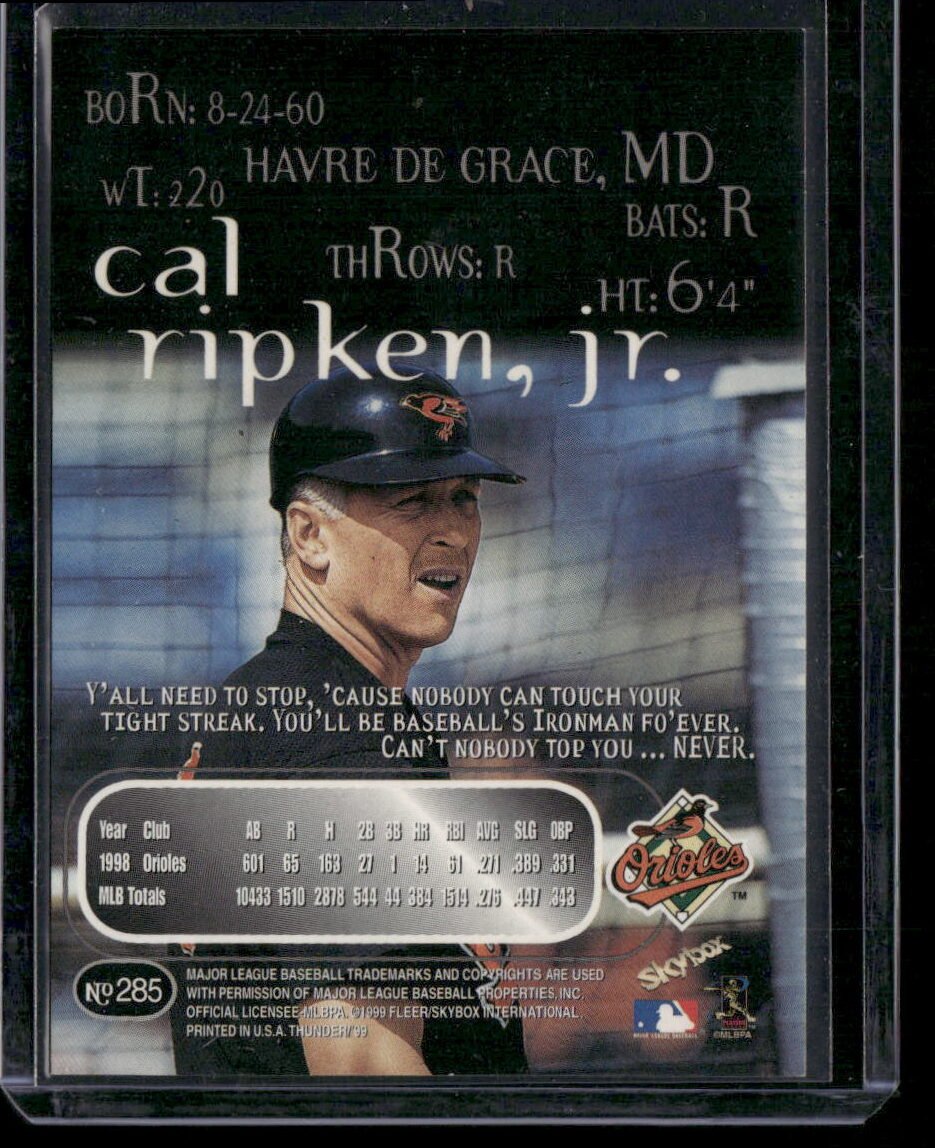 BoRn: 8-24-60
HAVRE DE GRACE, MD
WT: 220
BATS: R
cal
THROWS: R
HT: 6'4"
ripken, jr.
Y'ALL NEED TO STOP, 'CAUSE NOBODY CAN TOUCH YOUR
TIGHT STREAK. YOU'LL BE BASEBALL'S IRONMAN FO'EVER.
CAN'T NOBODY TOP YOU ... NEVER.
Year Club AB R H 2B 3B HR RBI AVG SLG OBP
1998 Orioles 601 65 163 27 1 14 61 .271 .389 .331
MLB Totals 10433 1510 2878 544 44 384 1514 .276 .447 .343
Orioles TM
Skybox
No 285
MAJOR LEAGUE BASEBALL TRADEMARKS AND COPYRIGHTS ARE USED
WITH PERMISSION OF MAJOR LEAGUE BASEBALL PROPERTIES, INC.
OFFICIAL LICENSEE-MLBPA. ©1999 FLEER/SKYBOX INTERNATIONAL.
PRINTED IN U.S.A. THUNDER/'99
MAJOR LEAGUE BASEBALL
©MLBPA